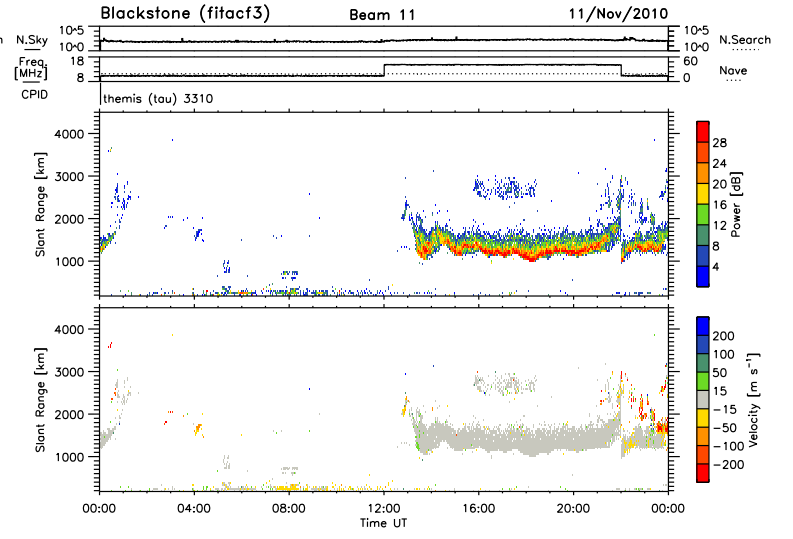 Blackstone (fitacf3) Beam 11 11/Nov/2010
n N.Sky 10^5 10^0 10^5 10^0 N.Search
Freq. [MHz] 18 8 60 0 Nave
CPID themis (tau) 3310
Slant Range [km]
4000
3000
2000
1000
28
24
20
16
12
8
4
Power [dB]
Slant Range [km]
4000
3000
2000
1000
200
100
50
15
-15
-50
-100
-200
Velocity [m s⁻¹]
00:00 04:00 08:00 12:00 16:00 20:00 00:00
Time UT